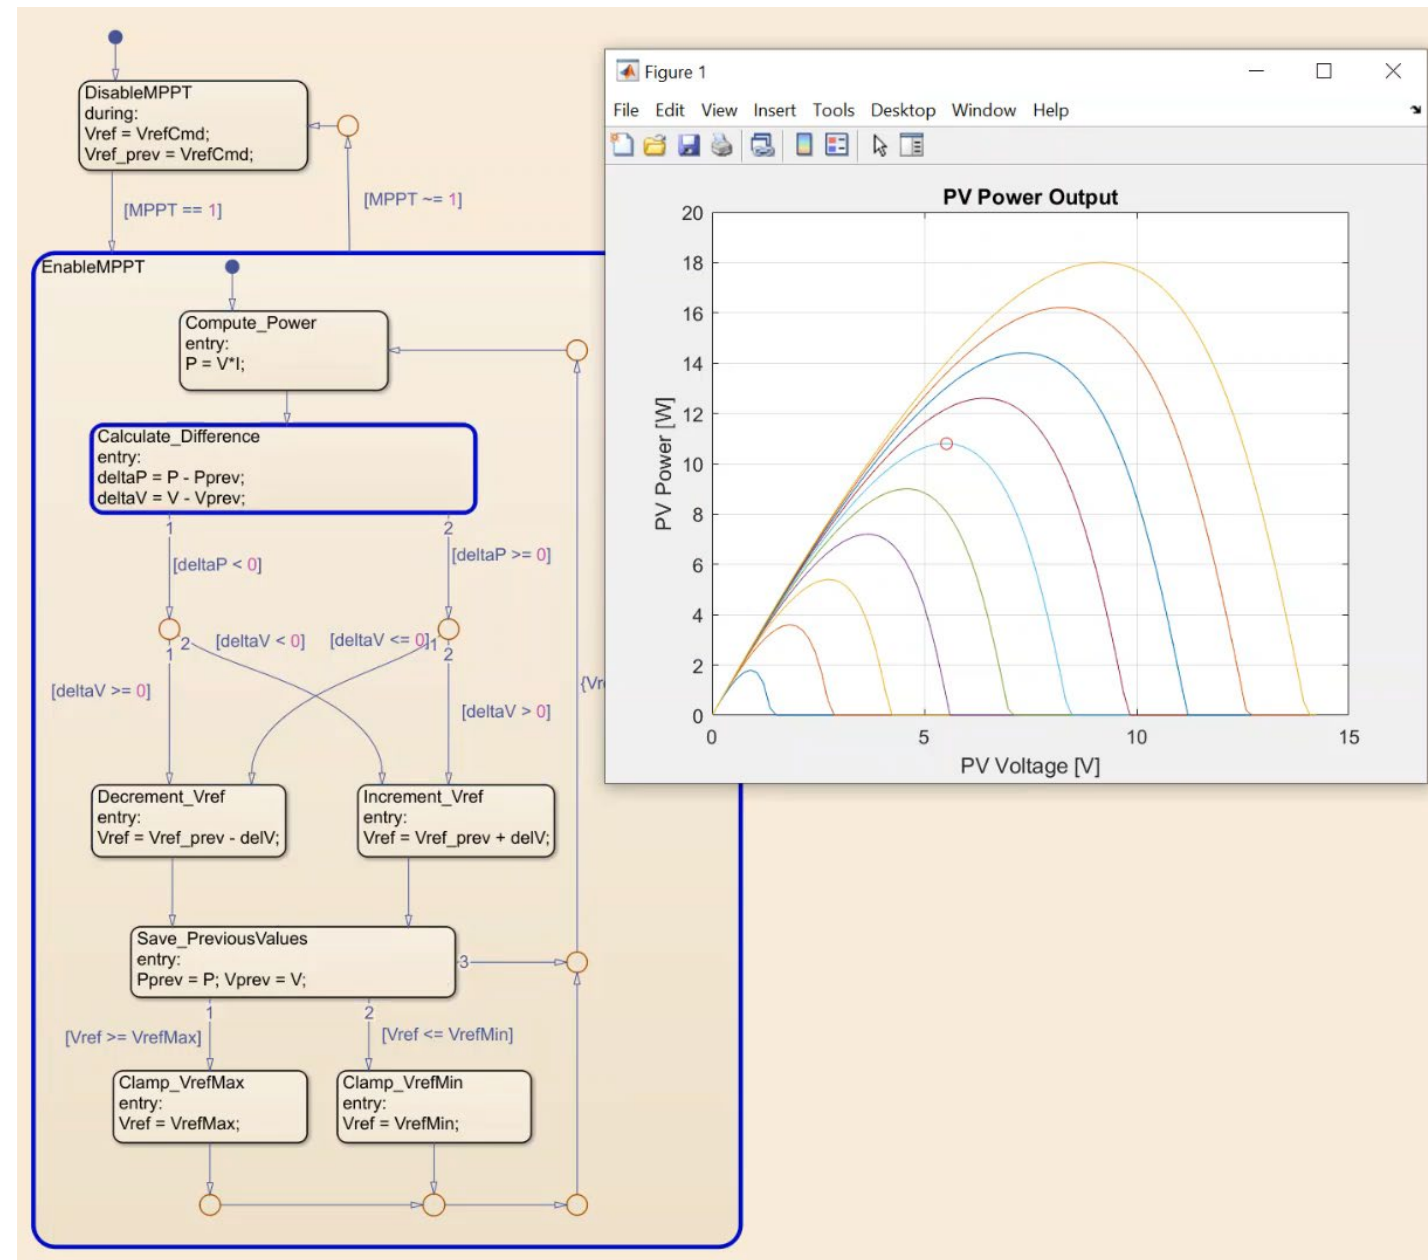 DisableMPPT
during:
Vref = VrefCmd;
Vref_prev = VrefCmd;
[MPPT == 1]
[MPPT ~= 1]
EnableMPPT
Compute_Power
entry:
P = V*I;
Calculate_Difference
entry:
deltaP = P - Pprev;
deltaV = V - Vprev;
1
2
[deltaP < 0]
[deltaP >= 0]
2
[deltaV < 0]
[deltaV <= 0]
1
1
2
[deltaV >= 0]
[deltaV > 0]
{Vr
Decrement_Vref
entry:
Vref = Vref_prev - delV;
Increment_Vref
entry:
Vref = Vref_prev + delV;
Save_PreviousValues
entry:
Pprev = P; Vprev = V;
3
1
2
[Vref >= VrefMax]
[Vref <= VrefMin]
Clamp_VrefMax
entry:
Vref = VrefMax;
Clamp_VrefMin
entry:
Vref = VrefMin;
Figure 1
File Edit View Insert Tools Desktop Window Help
PV Power Output
PV Power [W]
20
18
16
14
12
10
8
6
4
2
0
0 5 10 15
PV Voltage [V]